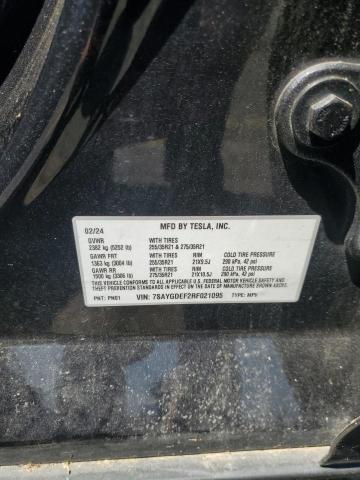 MFD BY TESLA, INC.
02/24
GVWR WITH TIRES
2382 kg (5252 lb) 255/35R21 & 275/35R21
GAWR FRT WITH TIRES RIM COLD TIRE PRESSURE
1363 kg (3004 lb) 255/35R21 21X9.5J 290 kPa, 42 psi
GAWR RR WITH TIRES RIM COLD TIRE PRESSURE
1500 kg (3306 lb) 275/35R21 21X10.5J 290 kPa, 42 psi
THIS VEHICLE CONFORMS TO ALL APPLICABLE U.S. FEDERAL MOTOR VEHICLE
SAFETY AND THEFT PREVENTION STANDARDS IN EFFECT ON THE DATE OF MANUFACTURE SHOWN ABOVE.
PNT: PN01 VIN: 7SAYGDEF2RF021095 TYPE: MPV